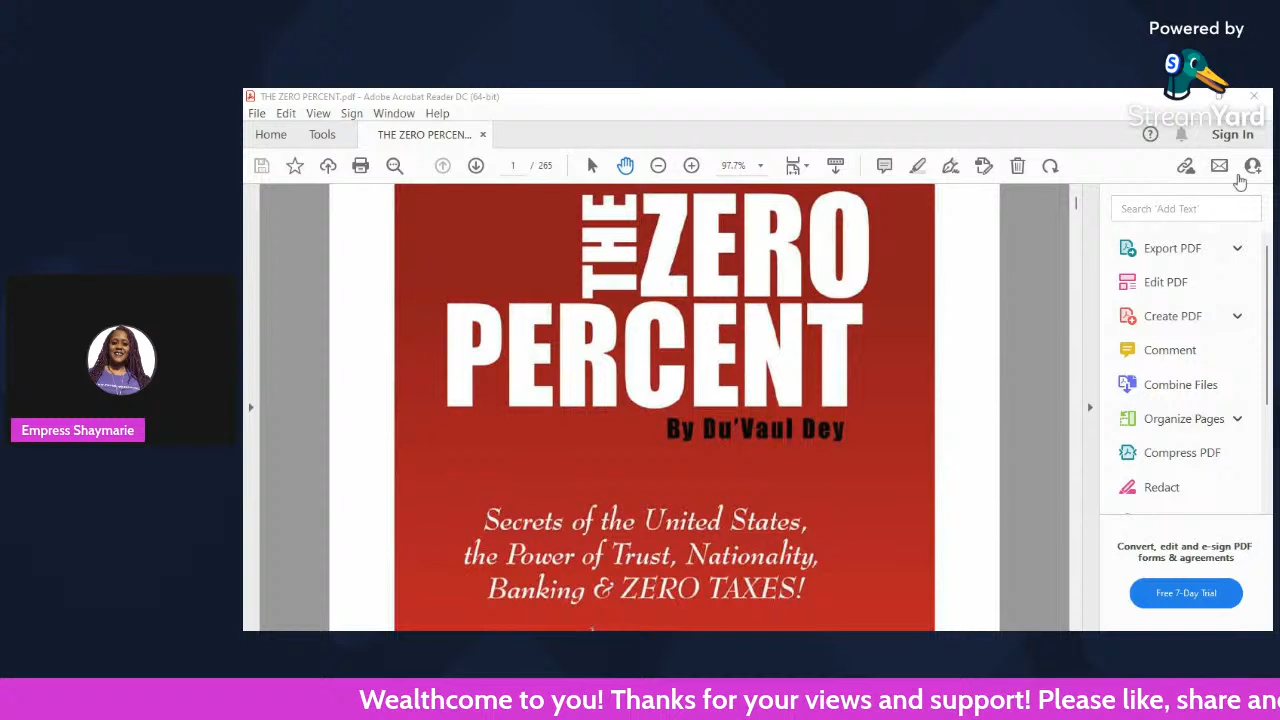 Powered by
StreamYard
THE ZERO PERCENT.pdf - Adobe Acrobat Reader DC (64-bit)
File Edit View Sign Window Help
Home Tools THE ZERO PERCEN... ×
Sign In
1 / 265 97.7%
Search 'Add Text'
Export PDF
Edit PDF
Create PDF
Comment
Combine Files
Organize Pages
Compress PDF
Redact
Convert, edit and e-sign PDF
forms & agreements
Free 7-Day Trial
THE ZERO
PERCENT
By Du'Vaul Dey
Secrets of the United States,
the Power of Trust, Nationality,
Banking & ZERO TAXES!
Empress Shaymarie
Wealthcome to you! Thanks for your views and support! Please like, share an